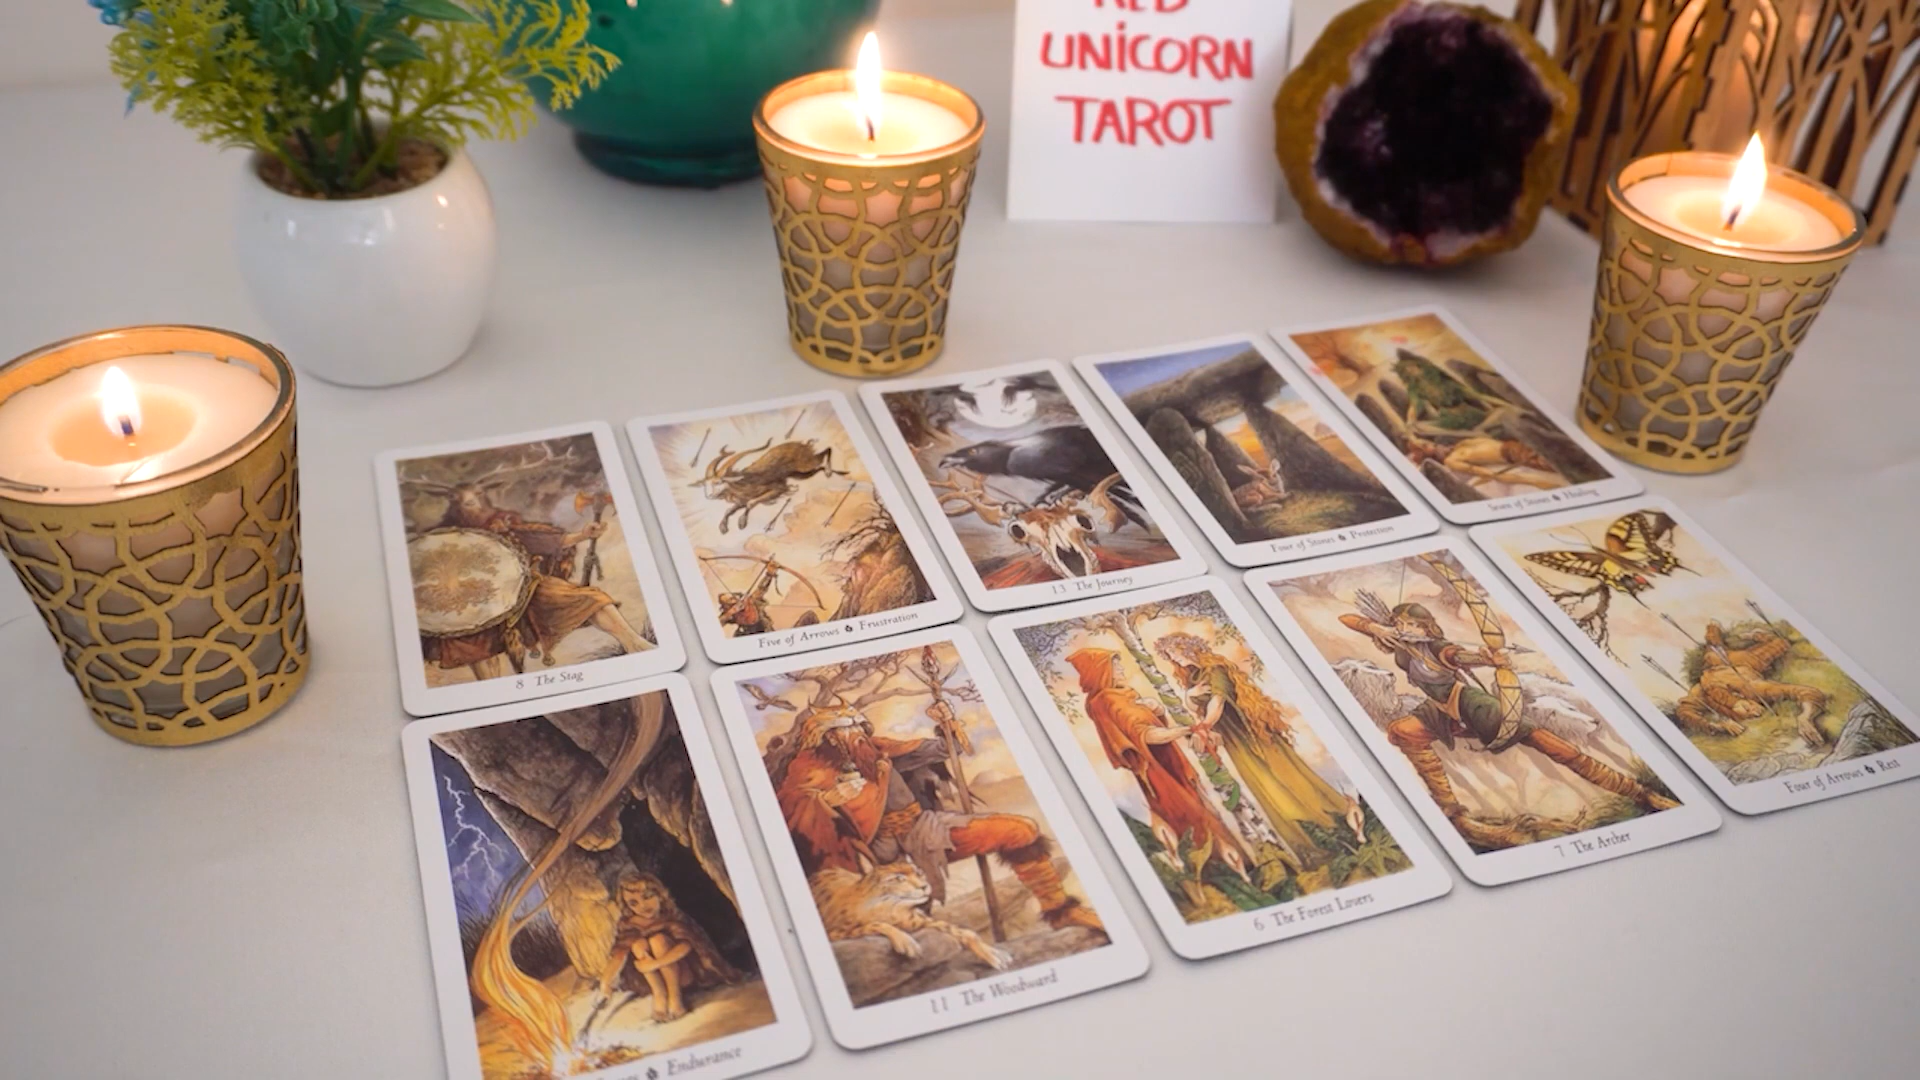 RED
UNICORN
TAROT
8 The Stag
Five of Arrows Frustration
13 The Journey
Four of Stones Protection
Seven of Stones Healing
Endurance
11 The Woodward
6 The Forest Lovers
7 The Archer
Four of Arrows Rest